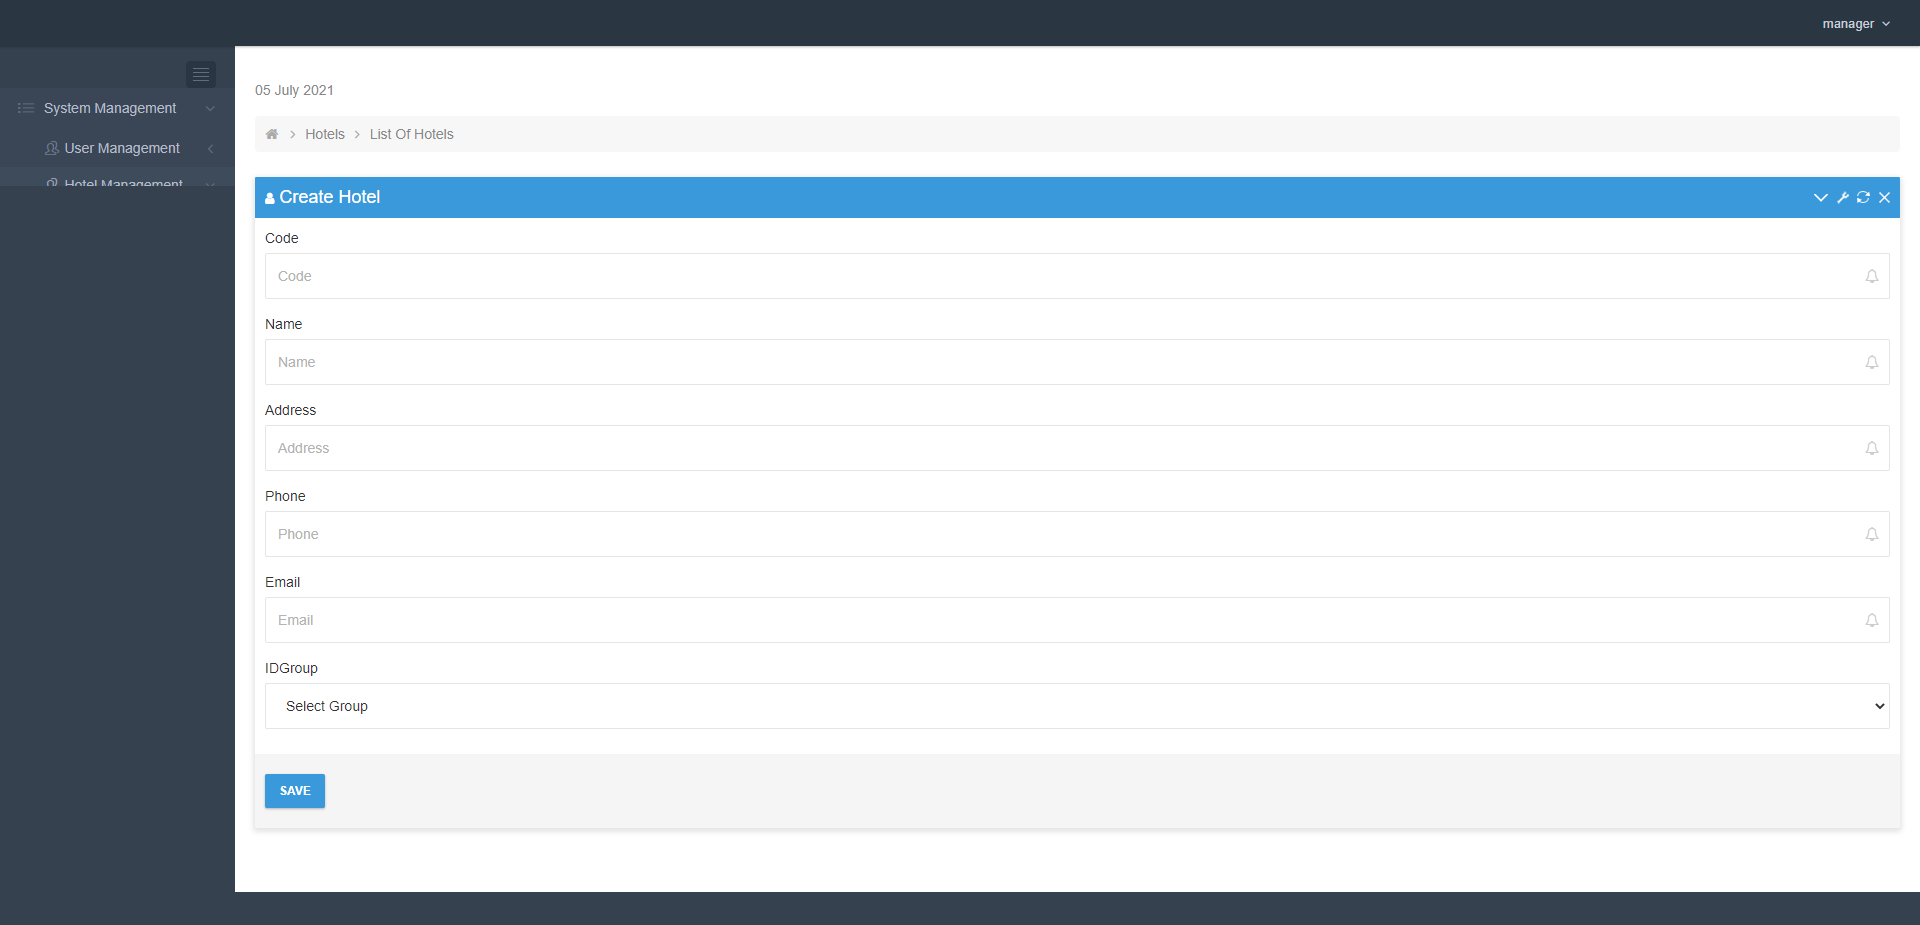 manager
05 July 2021
System Management
Hotels
List Of Hotels
User Management
Hotel Management
Create Hotel
Code
Code
Name
Name
Address
Address
Phone
Phone
Email
Email
IDGroup
Select Group
SAVE